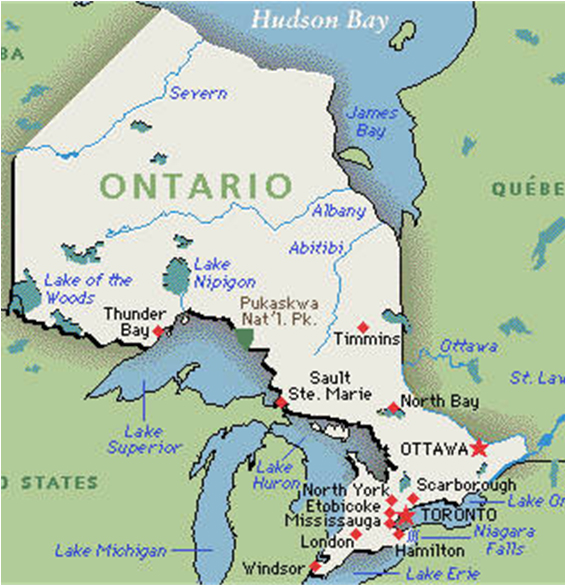 Hudson Bay
BA
Severn
James
Bay
ONTARIO
QUÉBE
Albany
Abitibi
Lake of the
Woods
Lake
Nipigon
Pukaskwa
Nat'l. Pk.
Thunder
Bay
Timmins
Ottawa
Sault
Ste. Marie
St. Law
North Bay
Lake
Superior
OTTAWA
Lake
Huron
D STATES
North York
Scarborough
Etobicoke
Lake On
Mississauga
TORONTO
London
Hamilton
Niagara
Falls
Lake Michigan
Windsor
Lake Erie